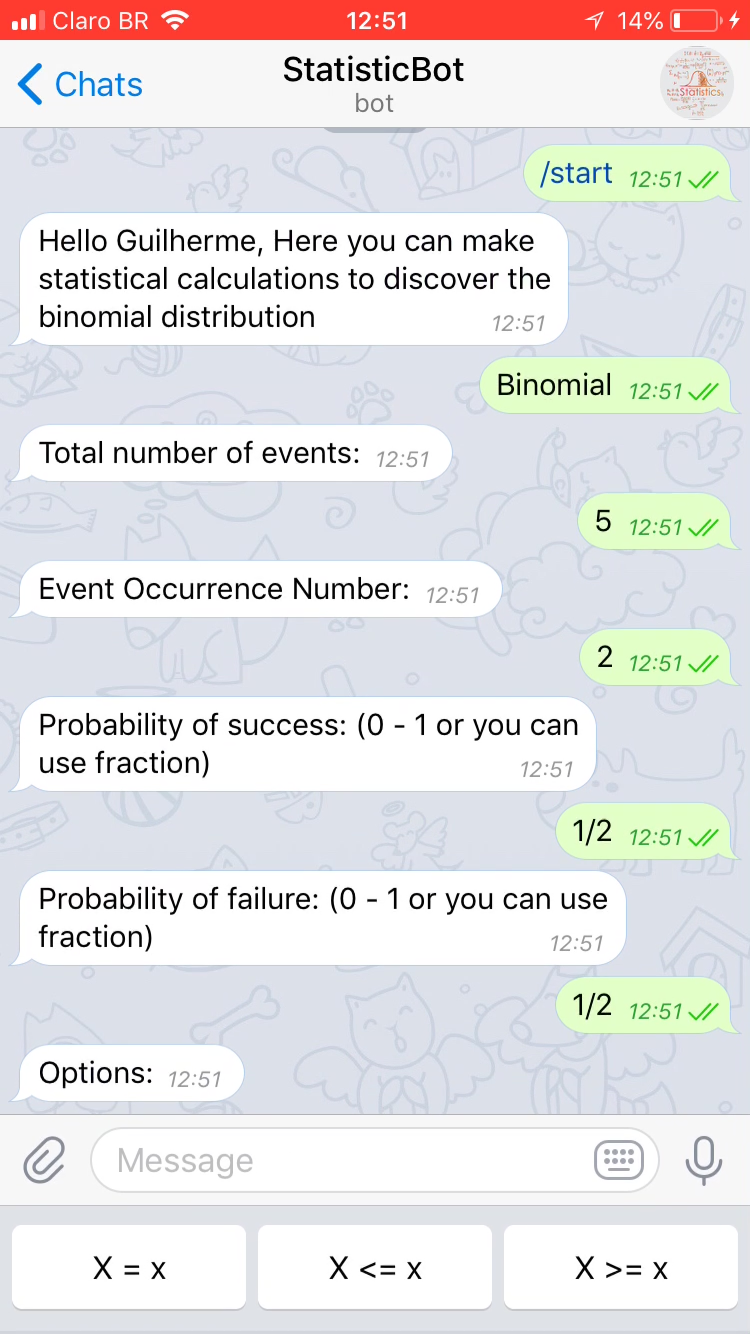 Claro BR 12:51 14%
Chats
StatisticBot
bot
Statistics
/start 12:51
Hello Guilherme, Here you can make
statistical calculations to discover the
binomial distribution 12:51
Binomial 12:51
Total number of events: 12:51
5 12:51
Event Occurrence Number: 12:51
2 12:51
Probability of success: (0 - 1 or you can
use fraction) 12:51
1/2 12:51
Probability of failure: (0 - 1 or you can use
fraction) 12:51
1/2 12:51
Options: 12:51
Message
X = x
X <= x
X >= x